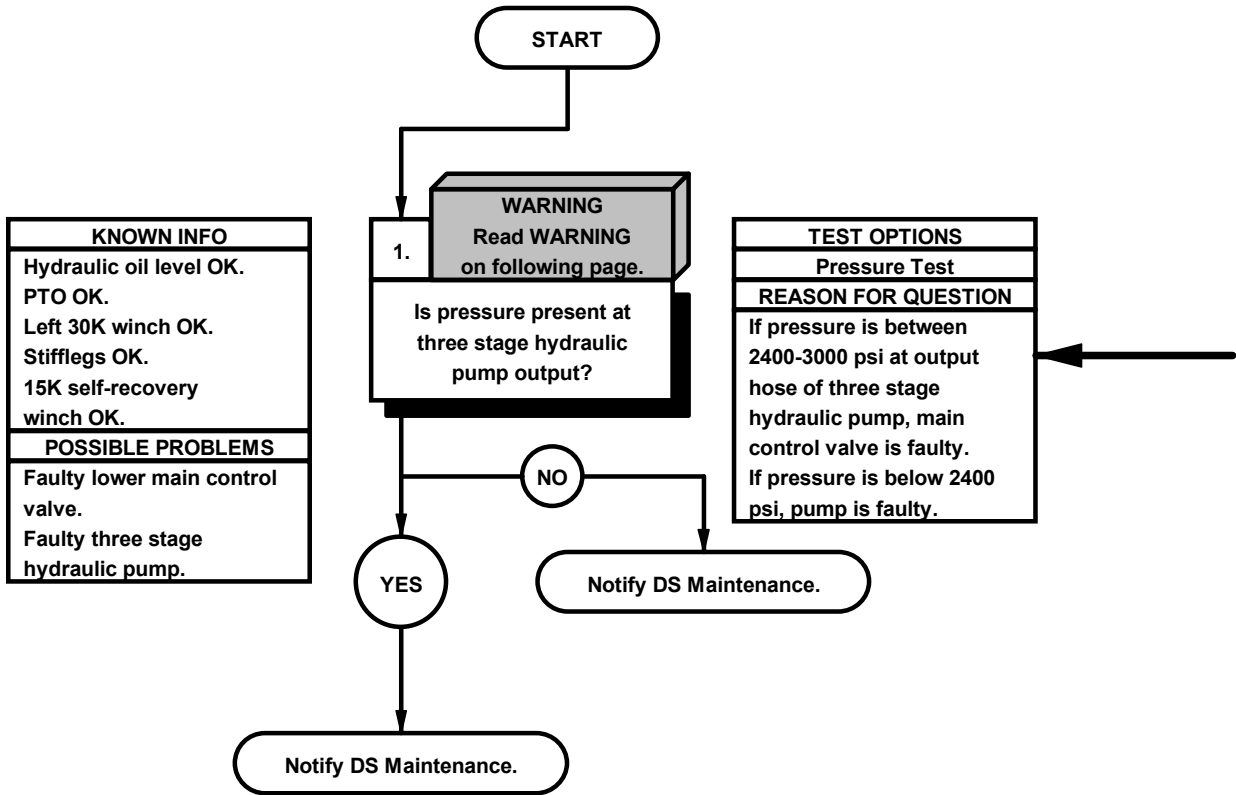 START
KNOWN INFO
Hydraulic oil level OK.
PTO OK.
Left 30K winch OK.
Stifflegs OK.
15K self-recovery
winch OK.
POSSIBLE PROBLEMS
Faulty lower main control
valve.
Faulty three stage
hydraulic pump.
1.
WARNING
Read WARNING
on following page.
Is pressure present at
three stage hydraulic
pump output?
TEST OPTIONS
Pressure Test
REASON FOR QUESTION
If pressure is between
2400-3000 psi at output
hose of three stage
hydraulic pump, main
control valve is faulty.
If pressure is below 2400
psi, pump is faulty.
NO
YES
Notify DS Maintenance.
Notify DS Maintenance.